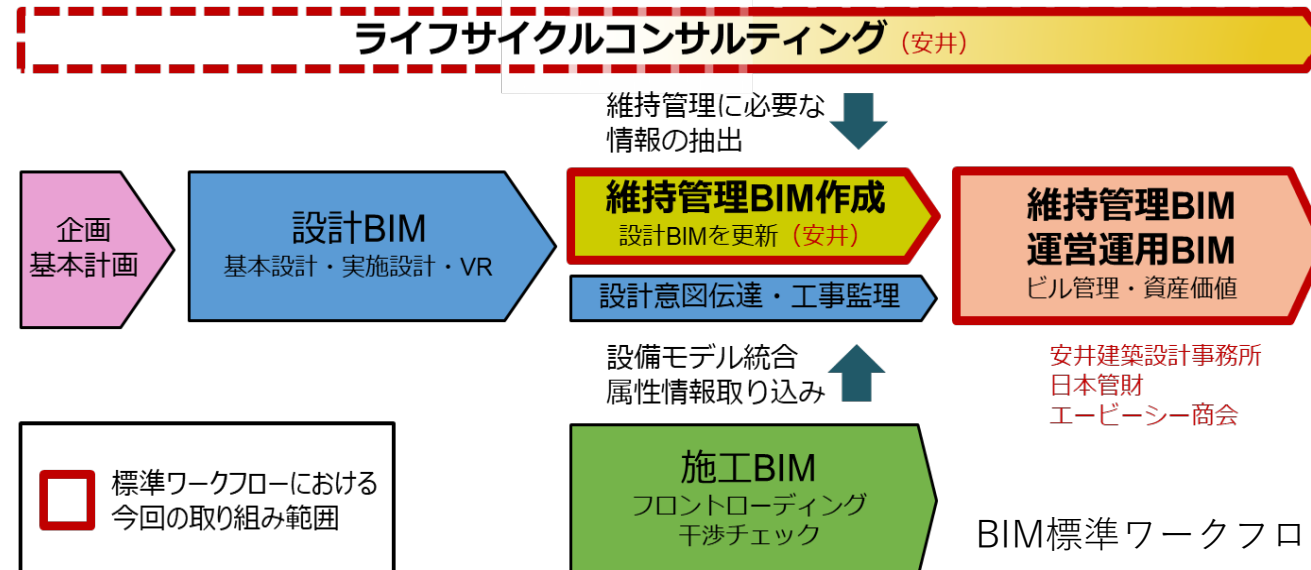 ライフサイクルコンサルティング（安井）
維持管理に必要な
情報の抽出
企画
基本計画
設計BIM
基本設計・実施設計・VR
維持管理BIM作成
設計BIMを更新（安井）
設計意図伝達・工事監理
維持管理BIM
運営運用BIM
ビル管理・資産価値
設備モデル統合
属性情報取り込み
安井建築設計事務所
日本管財
エービーシー商会
標準ワークフローにおける
今回の取り組み範囲
施工BIM
フロントローディング
干渉チェック
BIM標準ワークフロ